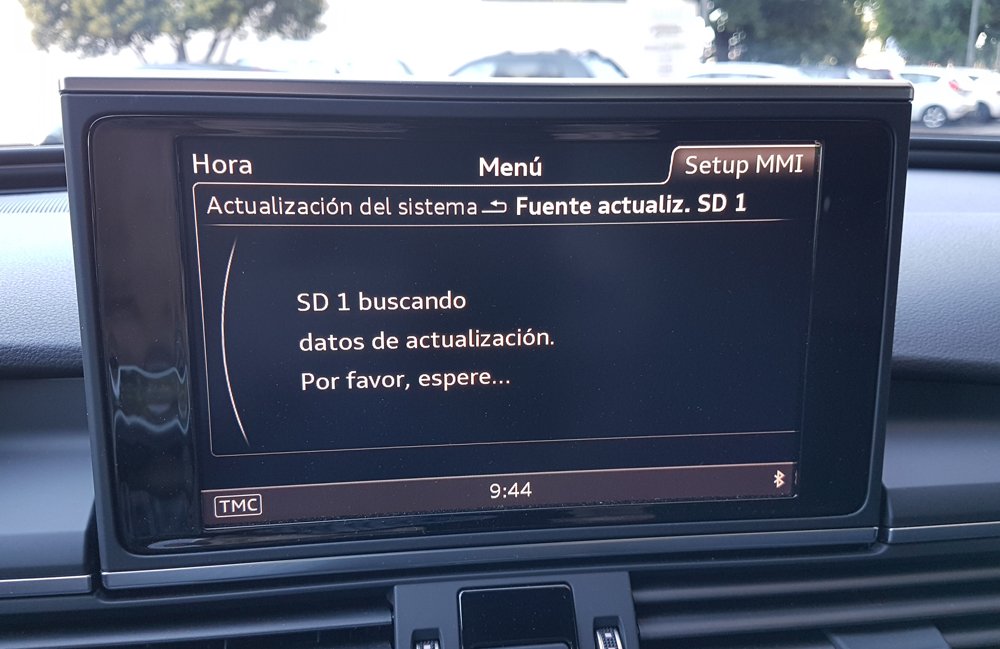 Hora Menú Setup MMI
Actualización del sistema Fuente actualiz. SD 1
SD 1 buscando
datos de actualización.
Por favor, espere...
TMC 9:44